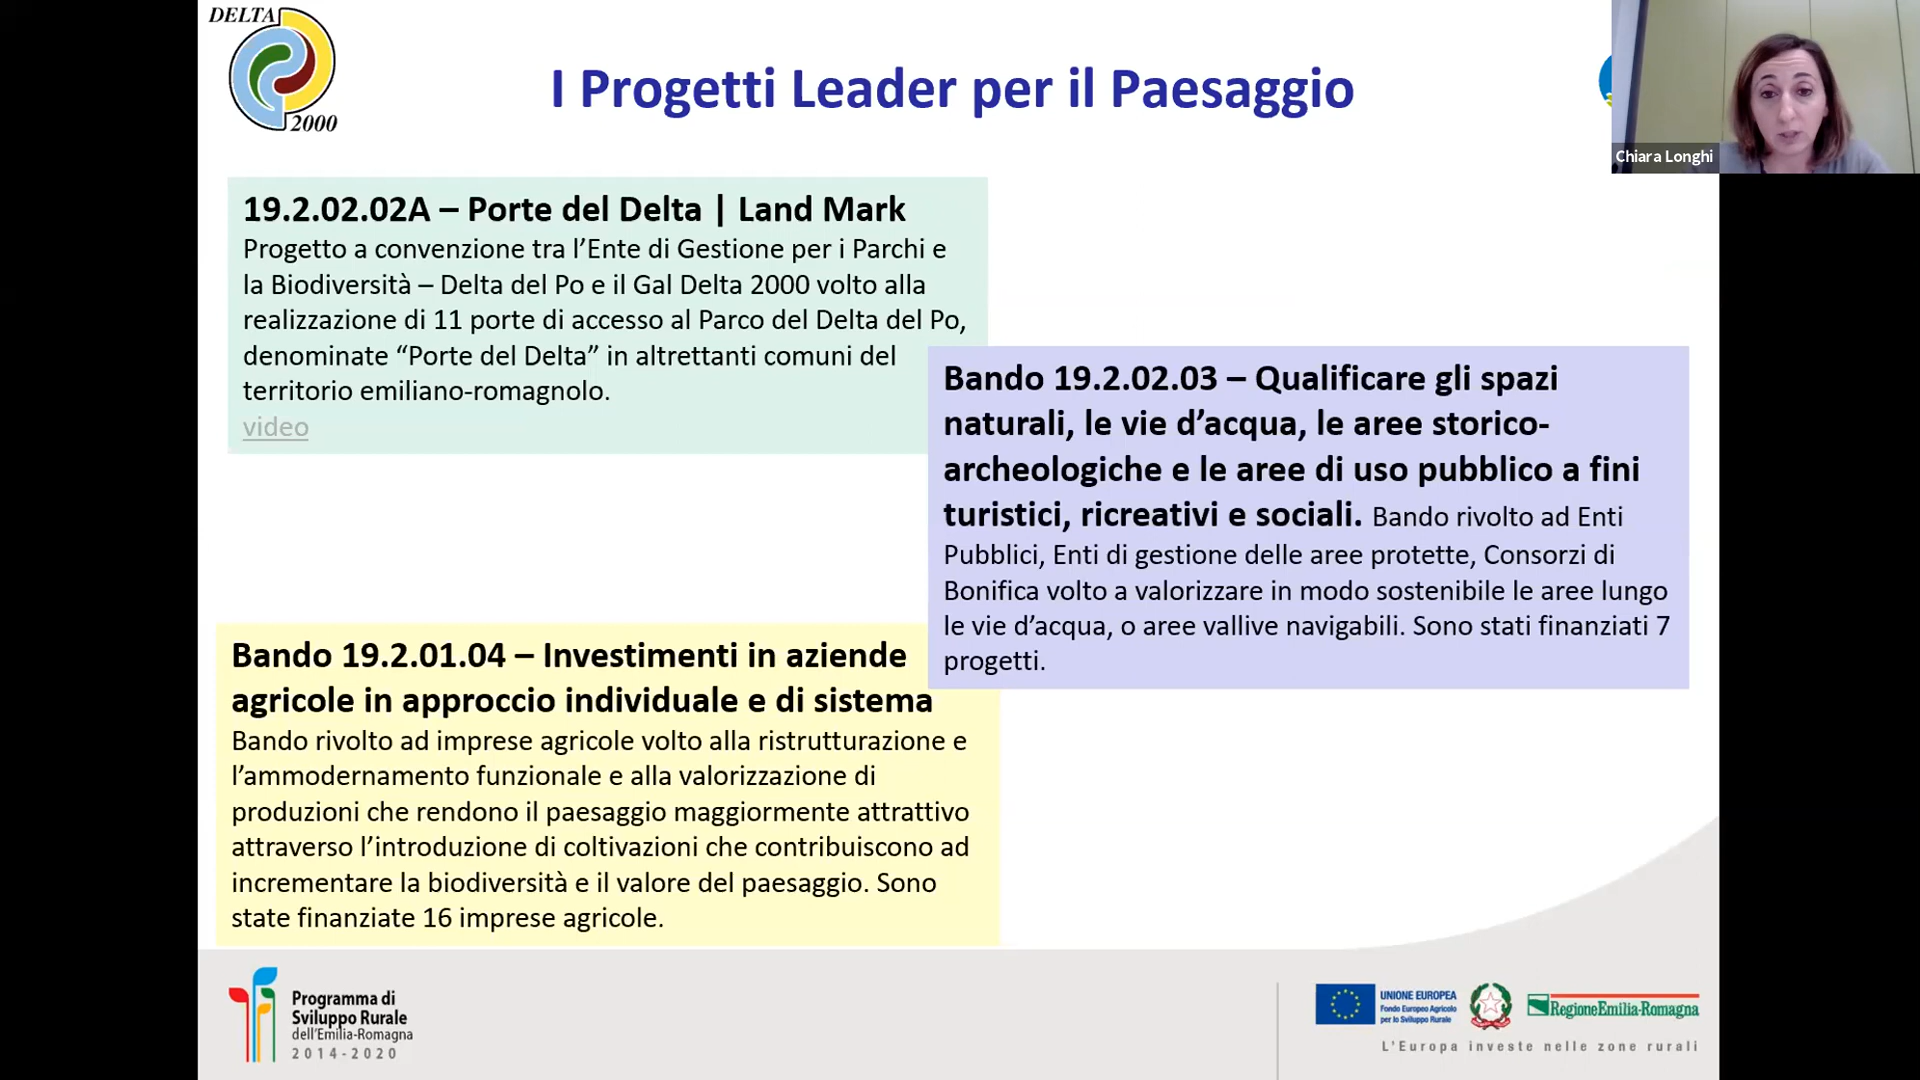 DELTA
2000
I Progetti Leader per il Paesaggio
Chiara Longhi
19.2.02.02A – Porte del Delta | Land Mark
Progetto a convenzione tra l’Ente di Gestione per i Parchi e
la Biodiversità – Delta del Po e il Gal Delta 2000 volto alla
realizzazione di 11 porte di accesso al Parco del Delta del Po,
denominate “Porte del Delta” in altrettanti comuni del
territorio emiliano-romagnolo.
video
Bando 19.2.02.03 – Qualificare gli spazi
naturali, le vie d’acqua, le aree storico-
archeologiche e le aree di uso pubblico a fini
turistici, ricreativi e sociali. Bando rivolto ad Enti
Pubblici, Enti di gestione delle aree protette, Consorzi di
Bonifica volto a valorizzare in modo sostenibile le aree lungo
le vie d’acqua, o aree vallive navigabili. Sono stati finanziati 7
progetti.
Bando 19.2.01.04 – Investimenti in aziende
agricole in approccio individuale e di sistema
Bando rivolto ad imprese agricole volto alla ristrutturazione e
l’ammodernamento funzionale e alla valorizzazione di
produzioni che rendono il paesaggio maggiormente attrattivo
attraverso l’introduzione di coltivazioni che contribuiscono ad
incrementare la biodiversità e il valore del paesaggio. Sono
state finanziate 16 imprese agricole.
Programma di
Sviluppo Rurale
dell’Emilia-Romagna
2014-2020
UNIONE EUROPEA
Fondo Europeo Agricolo
per lo Sviluppo Rurale
RegioneEmilia-Romagna
L’Europa investe nelle zone rurali